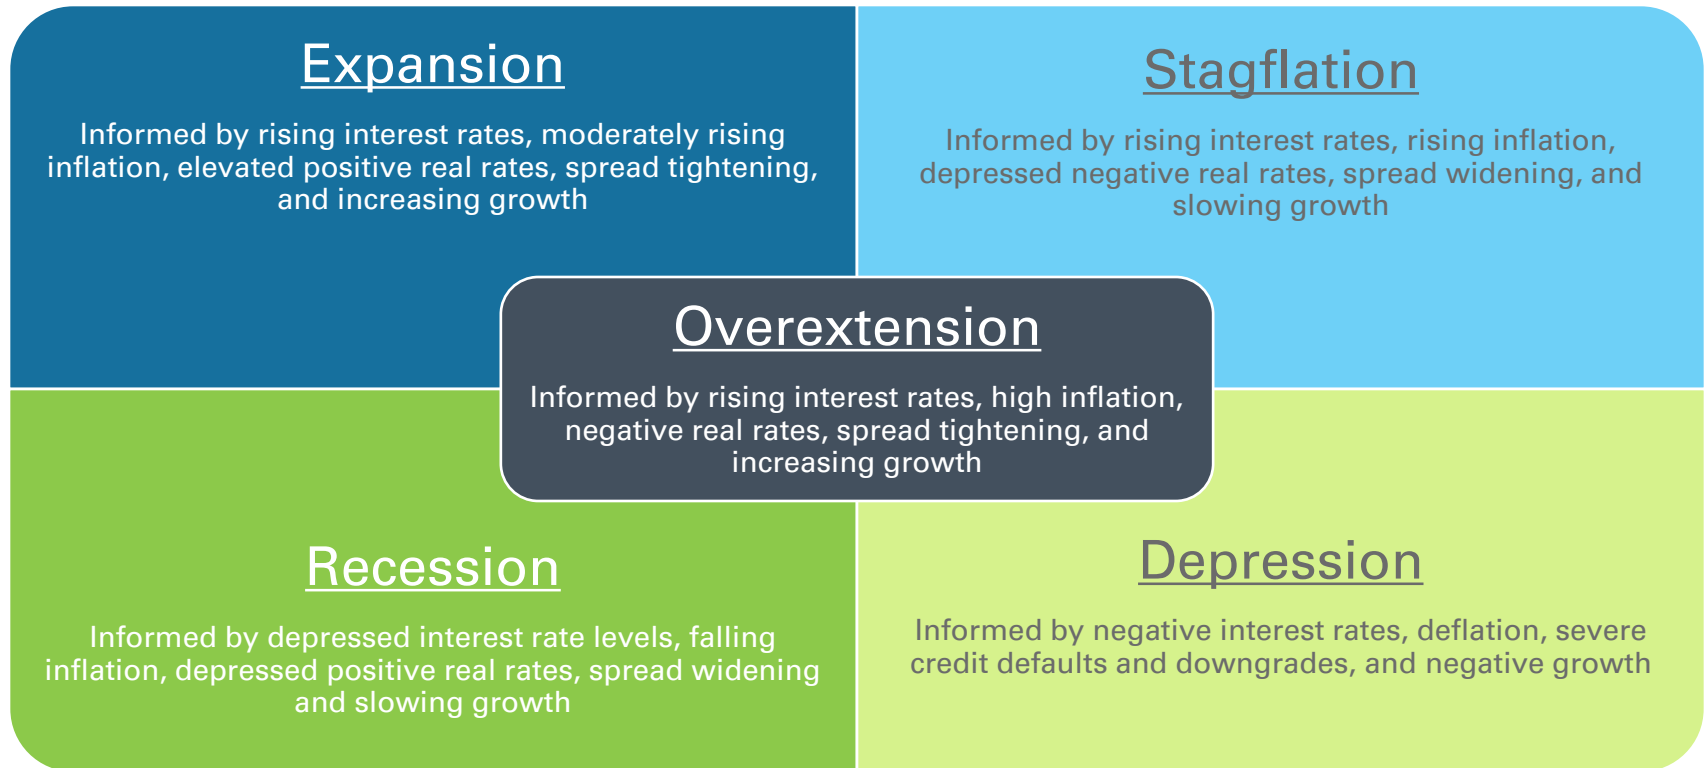 Expansion
Informed by rising interest rates, moderately rising
inflation, elevated positive real rates, spread tightening,
and increasing growth
Stagflation
Informed by rising interest rates, rising inflation,
depressed negative real rates, spread widening, and
slowing growth
Overextension
Informed by rising interest rates, high inflation,
negative real rates, spread tightening, and
increasing growth
Recession
Informed by depressed interest rate levels, falling
inflation, depressed positive real rates, spread widening
and slowing growth
Depression
Informed by negative interest rates, deflation, severe
credit defaults and downgrades, and negative growth